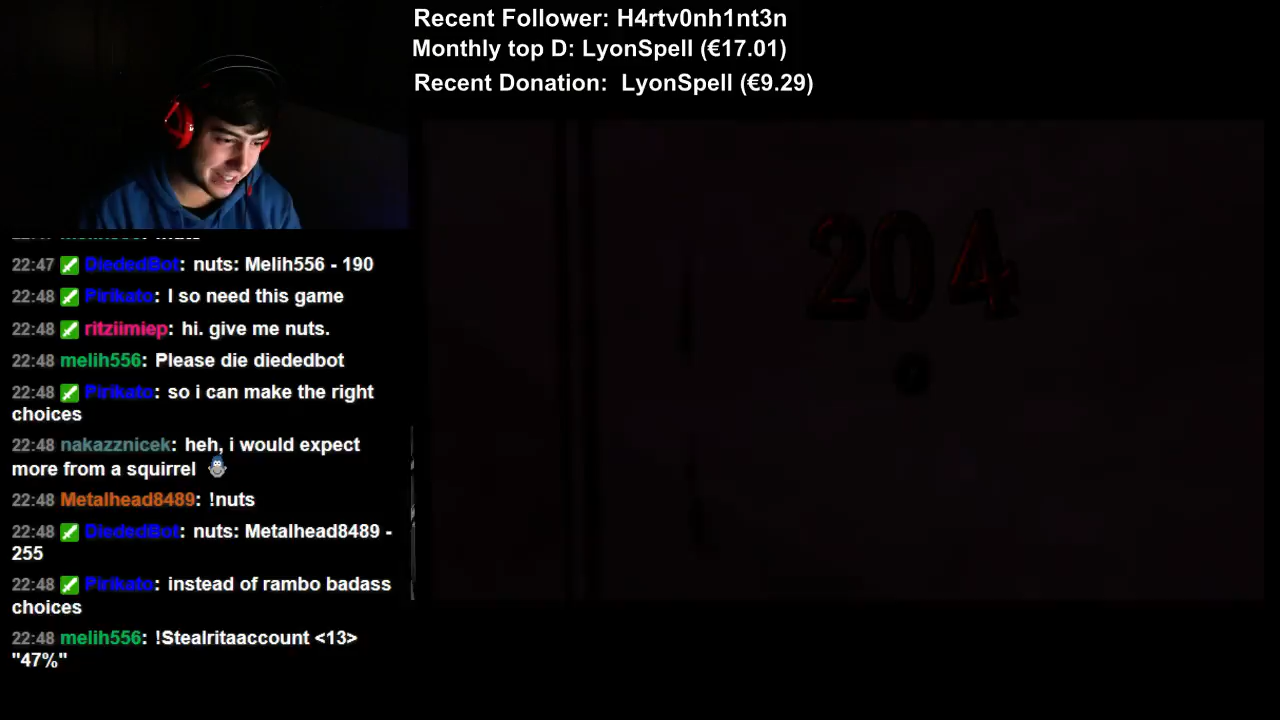 Recent Follower: H4rtv0nh1nt3n
Monthly top D: LyonSpell (€17.01)
Recent Donation: LyonSpell (€9.29)
204
22:47 DiededBot: nuts: Melih556 - 190
22:48 Pirikato: I so need this game
22:48 ritziimiep: hi. give me nuts.
22:48 melih556: Please die diededbot
22:48 Pirikato: so i can make the right
choices
22:48 nakazznicek: heh, i would expect
more from a squirrel
22:48 Metalhead8489: !nuts
22:48 DiededBot: nuts: Metalhead8489 -
255
22:48 Pirikato: instead of rambo badass
choices
22:48 melih556: !Stealritaaccount <13>
"47%"